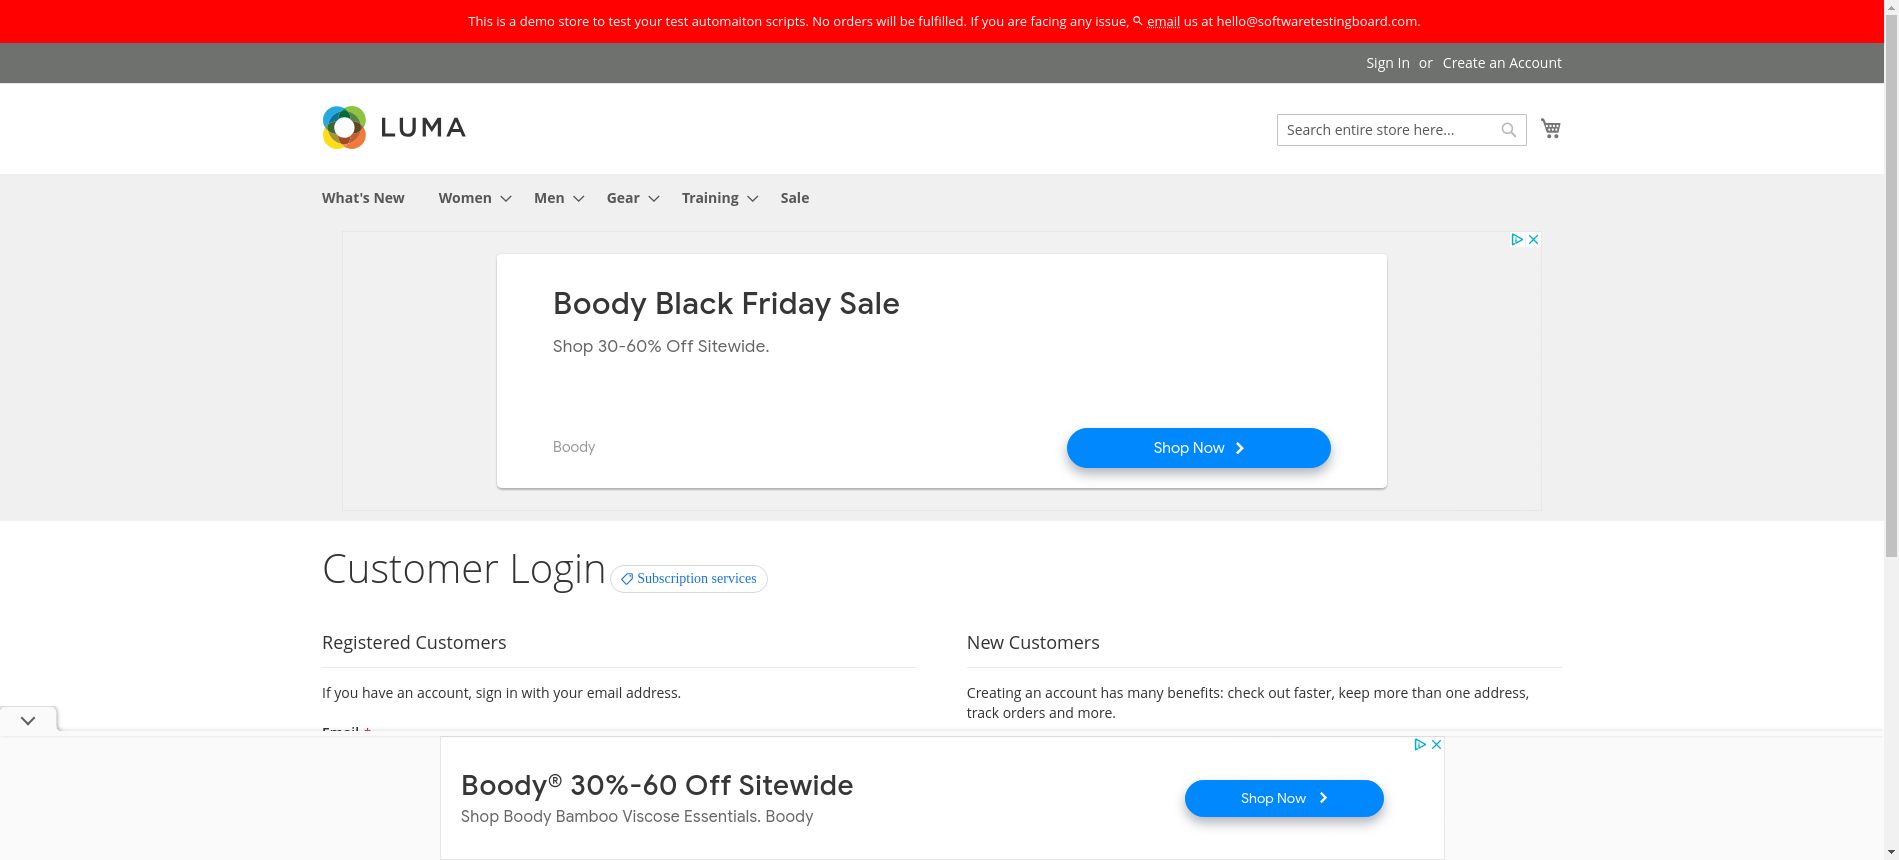 This is a demo store to test your test automaiton scripts. No orders will be fulfilled. If you are facing any issue, email us at hello@softwaretestingboard.com.
Sign In or Create an Account
LUMA
Search entire store here...
What's New Women Men Gear Training Sale
Boody Black Friday Sale
Shop 30-60% Off Sitewide.
Boody
Shop Now
Customer Login
Subscription services
Registered Customers
If you have an account, sign in with your email address.
Email *
New Customers
Creating an account has many benefits: check out faster, keep more than one address,
track orders and more.
Boody® 30%-60 Off Sitewide
Shop Boody Bamboo Viscose Essentials. Boody
Shop Now